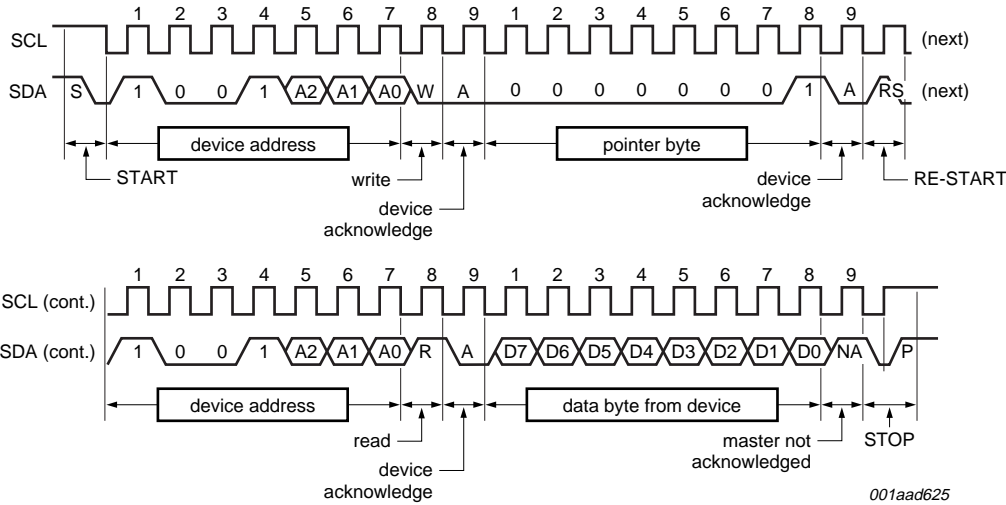 1 2 3 4 5 6 7 8 9 1 2 3 4 5 6 7 8 9
SCL (next)
SDA S 1 0 0 1 A2 A1 A0 W A 0 0 0 0 0 0 0 1 A RS (next)
device address pointer byte
START write device RE-START
device acknowledge
acknowledge
1 2 3 4 5 6 7 8 9 1 2 3 4 5 6 7 8 9
SCL (cont.)
SDA (cont.) 1 0 0 1 A2 A1 A0 R A D7 D6 D5 D4 D3 D2 D1 D0 NA P
device address data byte from device
read master not STOP
device acknowledged
acknowledge
001aad625